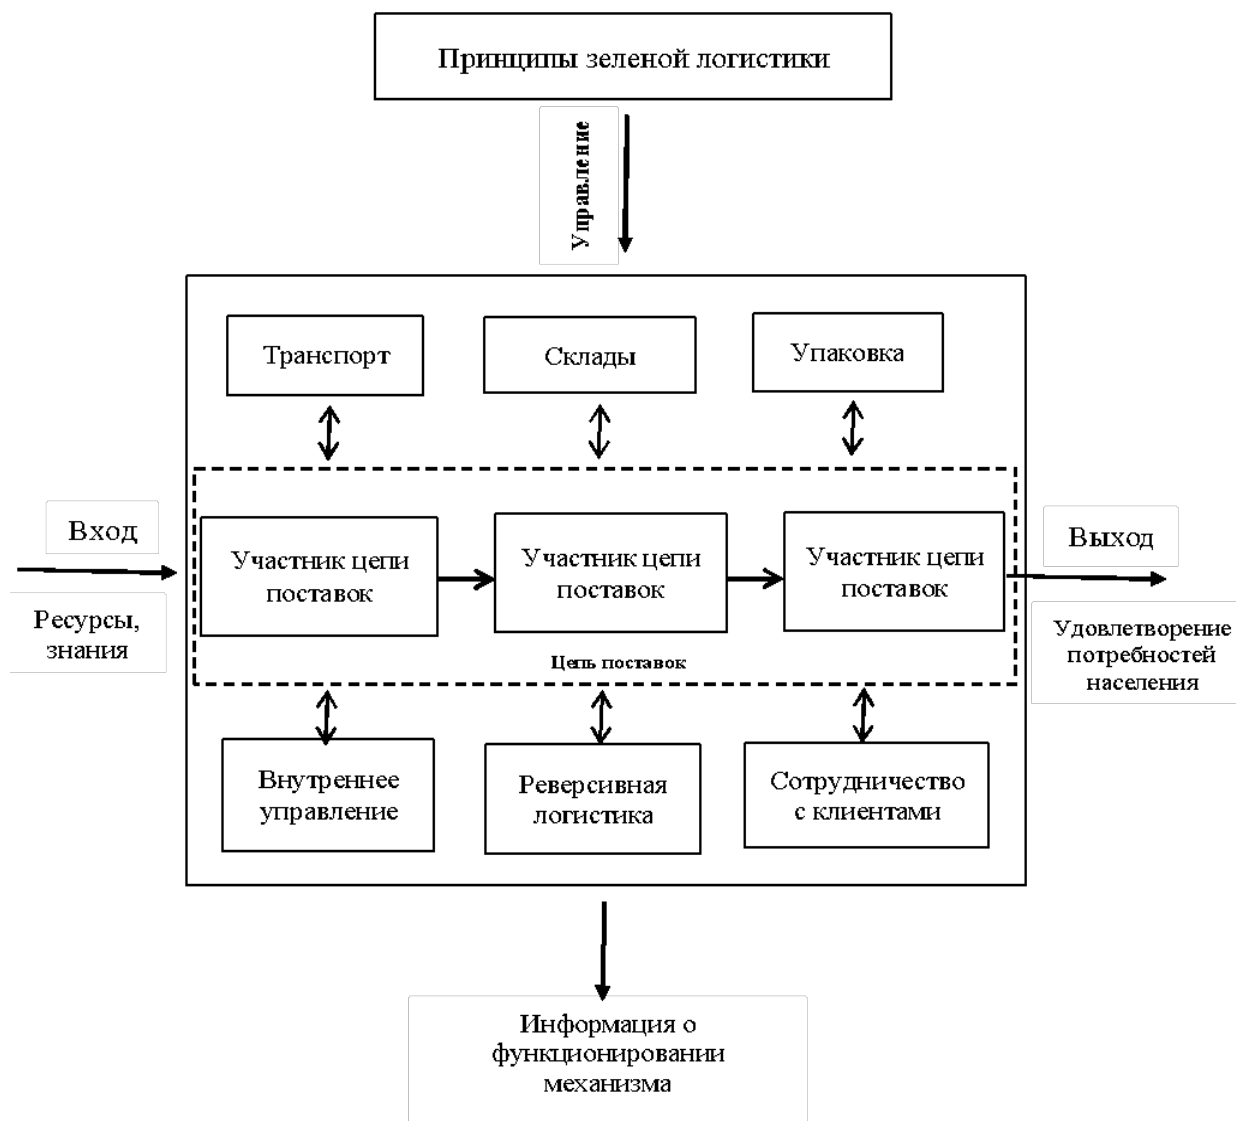 Принципы зеленой логистики
Управление
Транспорт
Склады
Упаковка
Вход
Ресурсы,
знания
Участник цепи
поставок
Участник цепи
поставок
Участник цепи
поставок
Цепь поставок
Выход
Удовлетворение
потребностей
населения
Внутреннее
управление
Реверсивная
логистика
Сотрудничество
с клиентами
Информация о
функционировании
механизма